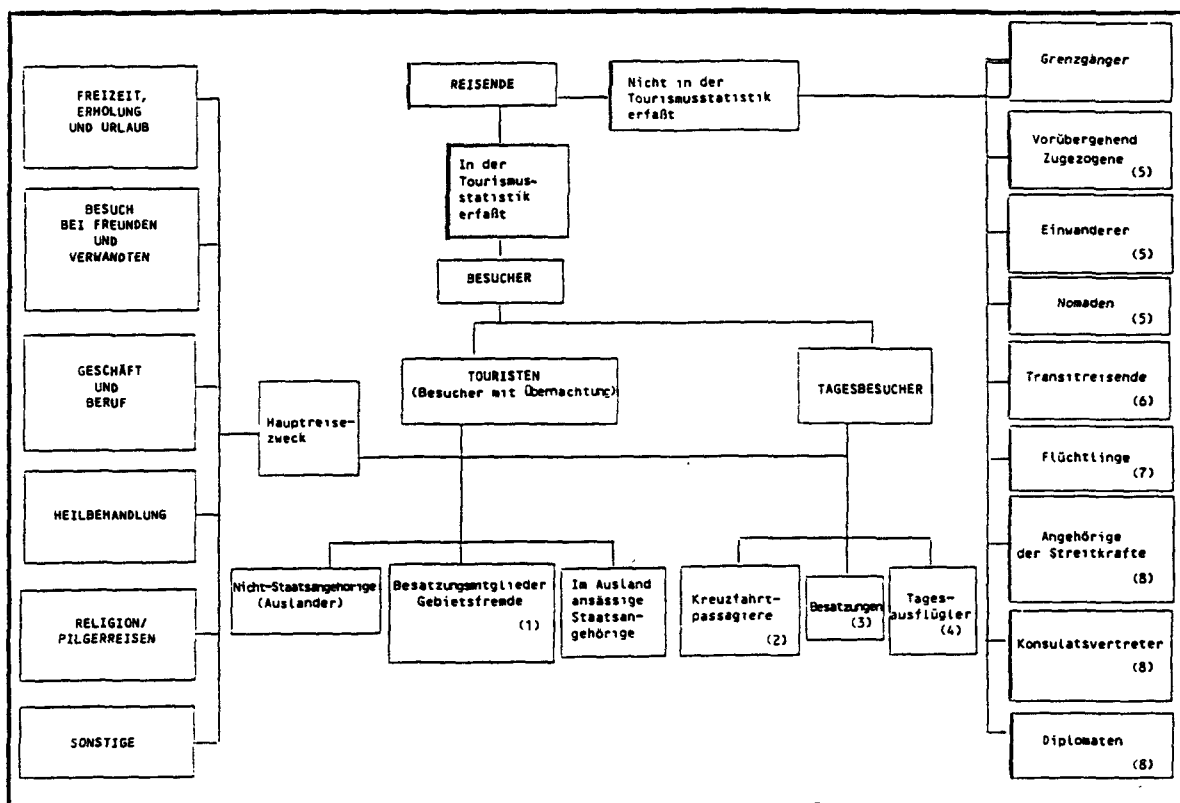 FREIZEIT,
ERHOLUNG
UND URLAUB
BESUCH
BEI FREUNDEN
UND
VERWANDTEN
GESCHÄFT
UND
BERUF
HEILBEHANDLUNG
RELIGION/
PILGERREISEN
SONSTIGE
Hauptreise-
zweck
REISENDE
Nicht in der
Tourismusstatistik
erfaßt
In der
Tourismus-
statistik
erfaßt
BESUCHER
TOURISTEN
(Besucher mit Übernachtung)
TAGESBESUCHER
Nicht-Staatsangehörige
(Auslander)
Besatzungsmitglieder
Gebietsfremde
(1)
Im Ausland
ansässige
Staatsan-
gehörige
Kreuzfahrt-
passagiere
(2)
Besatzungen
(3)
Tages-
ausflügler
(4)
Grenzgänger
Vorübergehend
Zugezogene
(5)
Einwanderer
(5)
Nomaden
(5)
Transitreisende
(6)
Flüchtlinge
(7)
Angehörige
der Streitkrafte
(8)
Konsulatsvertreter
(8)
Diplomaten
(8)